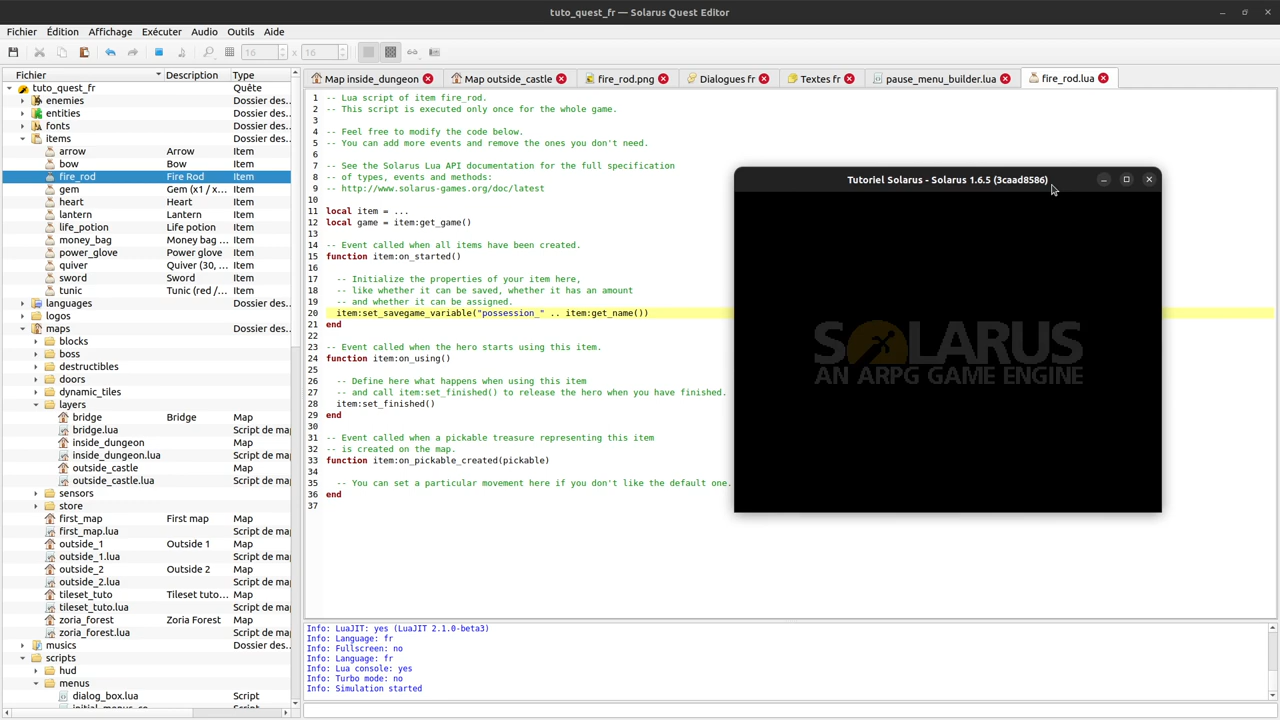 tuto_quest_fr — Solarus Quest Editor
Fichier Édition Affichage Exécuter Audio Outils Aide
16 x 16
Fichier Description Type
Map inside_dungeon Map outside_castle fire_rod.png Dialogues fr Textes fr pause_menu_builder.lua fire_rod.lua
tuto_quest_fr Quête
enemies Dossier des...
entities Dossier des...
fonts Dossier des...
items Dossier des...
arrow Arrow Item
bow Bow Item
fire_rod Fire Rod Item
gem Gem (x1 / x... Item
heart Heart Item
lantern Lantern Item
life_potion Life potion Item
money_bag Money bag ... Item
power_glove Power glove Item
quiver Quiver (30, ... Item
sword Sword Item
tunic Tunic (red /... Item
languages Dossier des...
logos Dossier des...
maps Dossier des...
blocks
boss
destructibles
doors
dynamic_tiles
layers
bridge Bridge Map
bridge.lua Script de ma
inside_dungeon Map
inside_dungeon.lua Script de ma
outside_castle Map
outside_castle.lua Script de ma
sensors
store
first_map First map Map
first_map.lua Script de ma
outside_1 Outside 1 Map
outside_1.lua Script de ma
outside_2 Outside 2 Map
outside_2.lua Script de ma
tileset_tuto Tileset tuto... Map
tileset_tuto.lua Script de ma
zoria_forest Zoria Forest Map
zoria_forest.lua Script de ma
musics Dossier des...
scripts
hud
menus
dialog_box.lua Script
1 -- Lua script of item fire_rod.
2 -- This script is executed only once for the whole game.
3
4 -- Feel free to modify the code below.
5 -- You can add more events and remove the ones you don't need.
6
7 -- See the Solarus Lua API documentation for the full specification
8 -- of types, events and methods:
9 -- http://www.solarus-games.org/doc/latest
10
11 local item = ...
12 local game = item:get_game()
13
14 -- Event called when all items have been created.
15 function item:on_started()
16
17 -- Initialize the properties of your item here,
18 -- like whether it can be saved, whether it has an amount
19 -- and whether it can be assigned.
20 item:set_savegame_variable("possession_" .. item:get_name())
21 end
22
23 -- Event called when the hero starts using this item.
24 function item:on_using()
25
26 -- Define here what happens when using this item
27 -- and call item:set_finished() to release the hero when you have finished.
28 item:set_finished()
29 end
30
31 -- Event called when a pickable treasure representing this item
32 -- is created on the map.
33 function item:on_pickable_created(pickable)
34
35 -- You can set a particular movement here if you don't like the default one.
36 end
37
Tutoriel Solarus - Solarus 1.6.5 (3caad8586)
SOLARUS
AN ARPG GAME ENGINE
Info: LuaJIT: yes (LuaJIT 2.1.0-beta3)
Info: Language: fr
Info: Fullscreen: no
Info: Language: fr
Info: Lua console: yes
Info: Turbo mode: no
Info: Simulation started